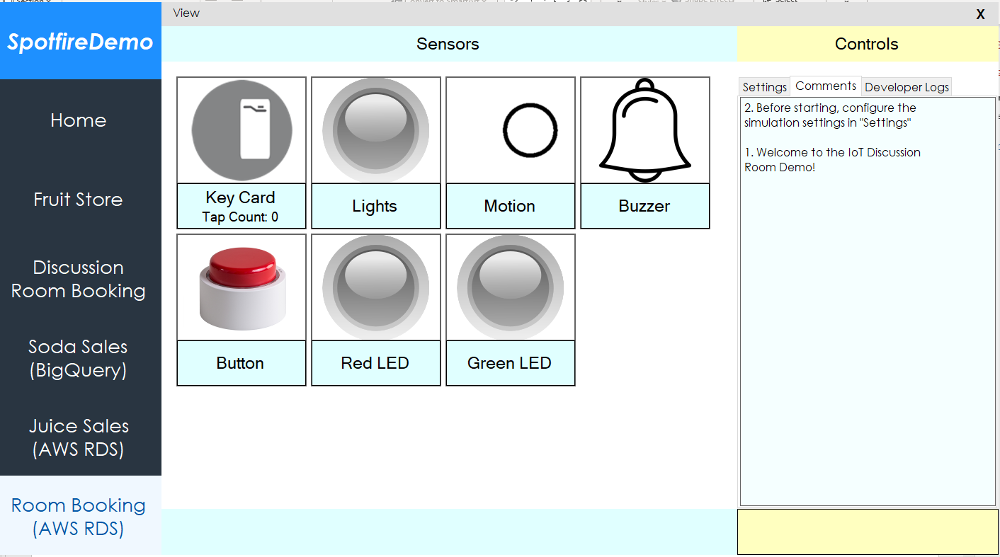 View
X
SpotfireDemo
Home
Fruit Store
Discussion
Room Booking
Soda Sales
(BigQuery)
Juice Sales
(AWS RDS)
Room Booking
(AWS RDS)
Sensors
Key Card
Tap Count: 0
Lights
Motion
Buzzer
Button
Red LED
Green LED
Controls
Settings
Comments
Developer Logs
2. Before starting, configure the
simulation settings in "Settings"
1. Welcome to the IoT Discussion
Room Demo!